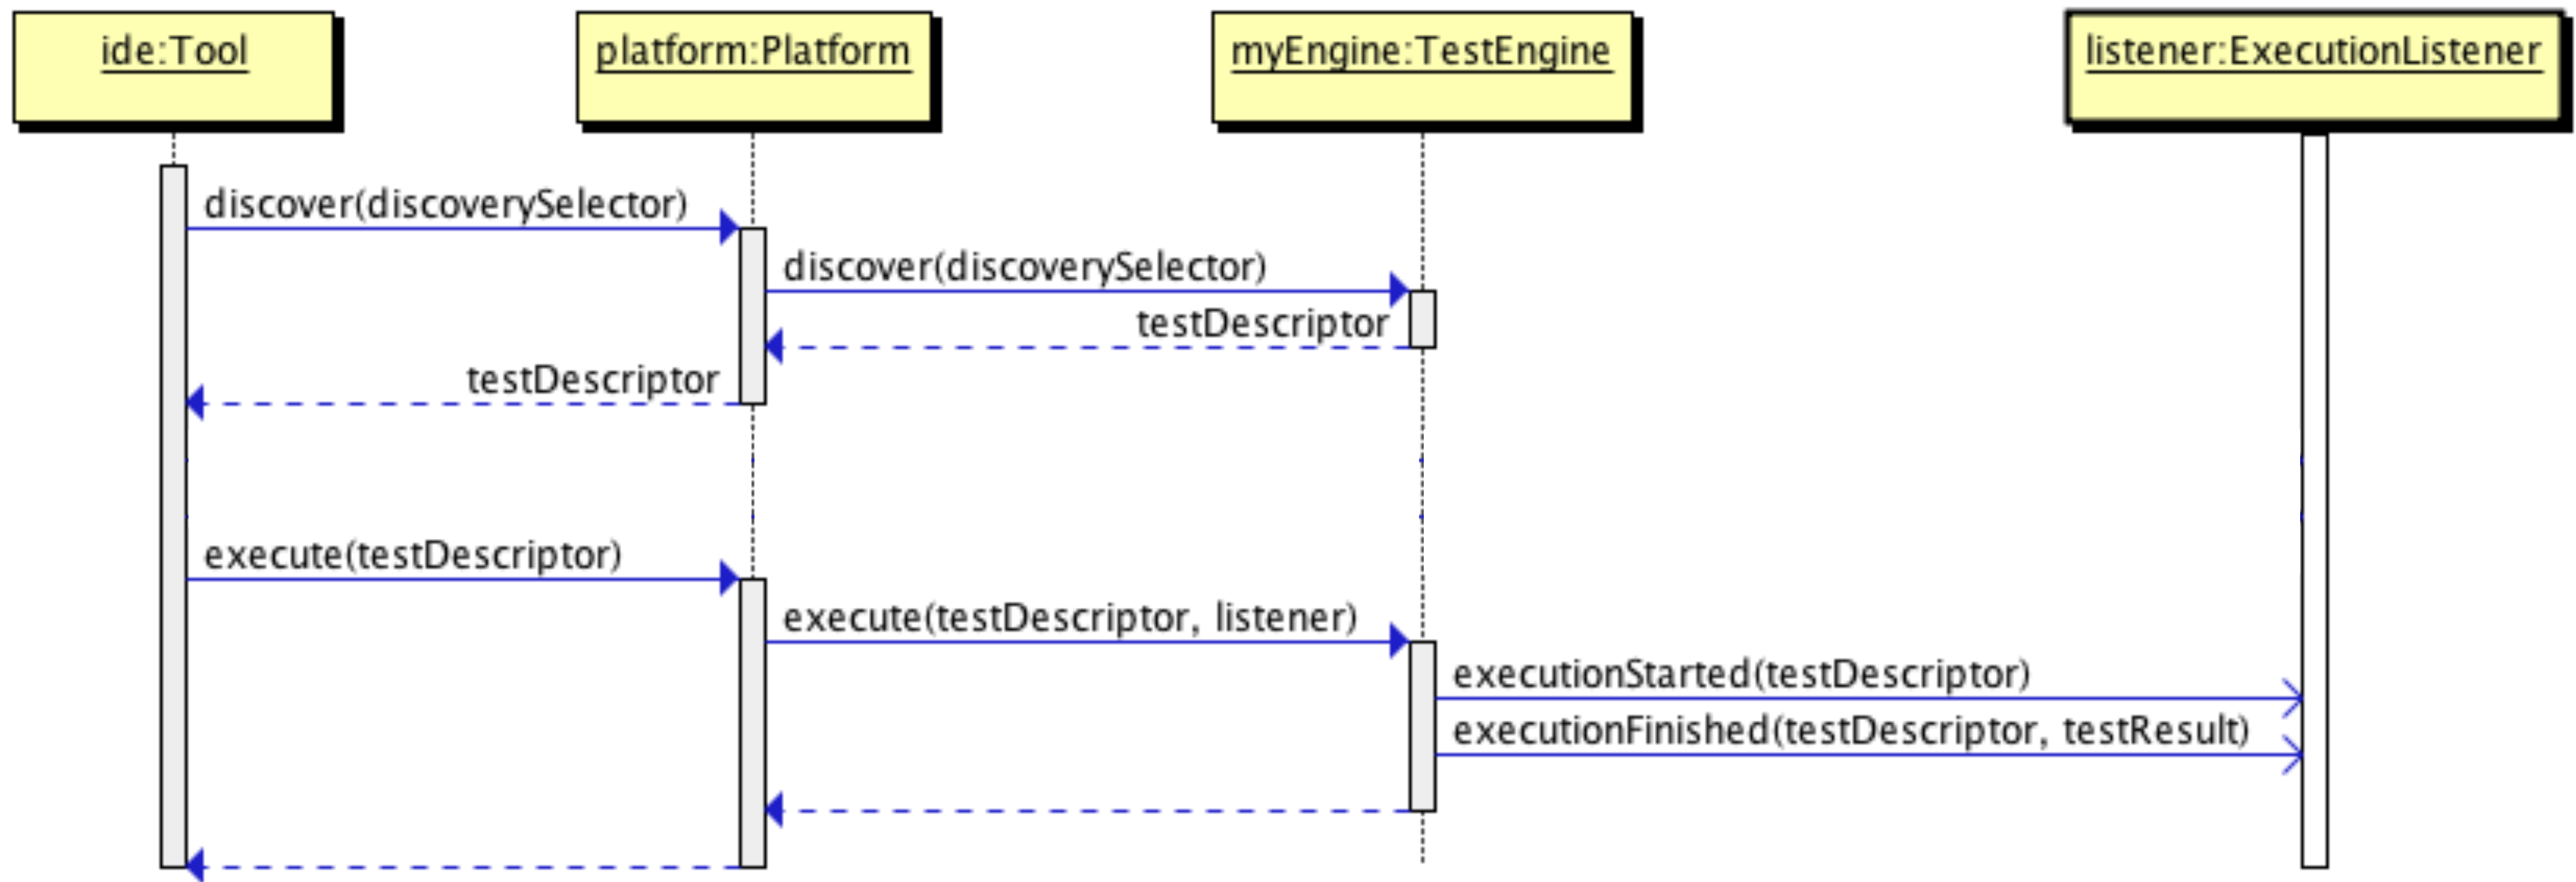 ide:Tool
platform:Platform
myEngine:TestEngine
listener:ExecutionListener
discover(discoverySelector)
discover(discoverySelector)
testDescriptor
testDescriptor
execute(testDescriptor)
execute(testDescriptor, listener)
executionStarted(testDescriptor)
executionFinished(testDescriptor, testResult)